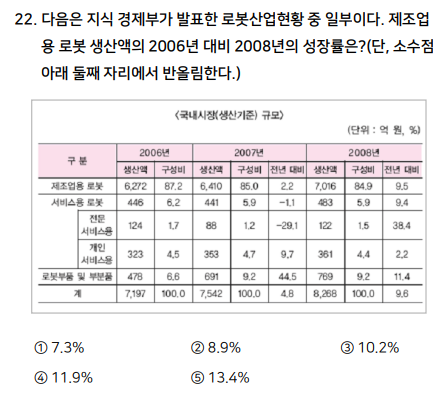 22. 다음은 지식 경제부가 발표한 로봇산업현황 중 일부이다. 제조업
용 로봇 생산액의 2006년 대비 2008년의 성장률은?(단, 소수점
아래 둘째 자리에서 반올림한다.)
<국내시장(생산기준) 규모>
(단위 : 억 원, %)
구 분 2006년 2007년 2008년
생산액 구성비 생산액 구성비 전년 대비 생산액 구성비 전년 대비
제조업용 로봇 6,272 87.2 6,410 85.0 2.2 7,016 84.9 9.5
서비스용 로봇 446 6.2 441 5.9 -1.1 483 5.9 9.4
전문
서비스용 124 1.7 88 1.2 -29.1 122 1.5 38.4
개인
서비스용 323 4.5 353 4.7 9.7 361 4.4 2.2
로봇부품 및 부분품 478 6.6 691 9.2 44.5 769 9.2 11.4
계 7,197 100.0 7,542 100.0 4.8 8,268 100.0 9.6
① 7.3% ② 8.9% ③ 10.2%
④ 11.9% ⑤ 13.4%